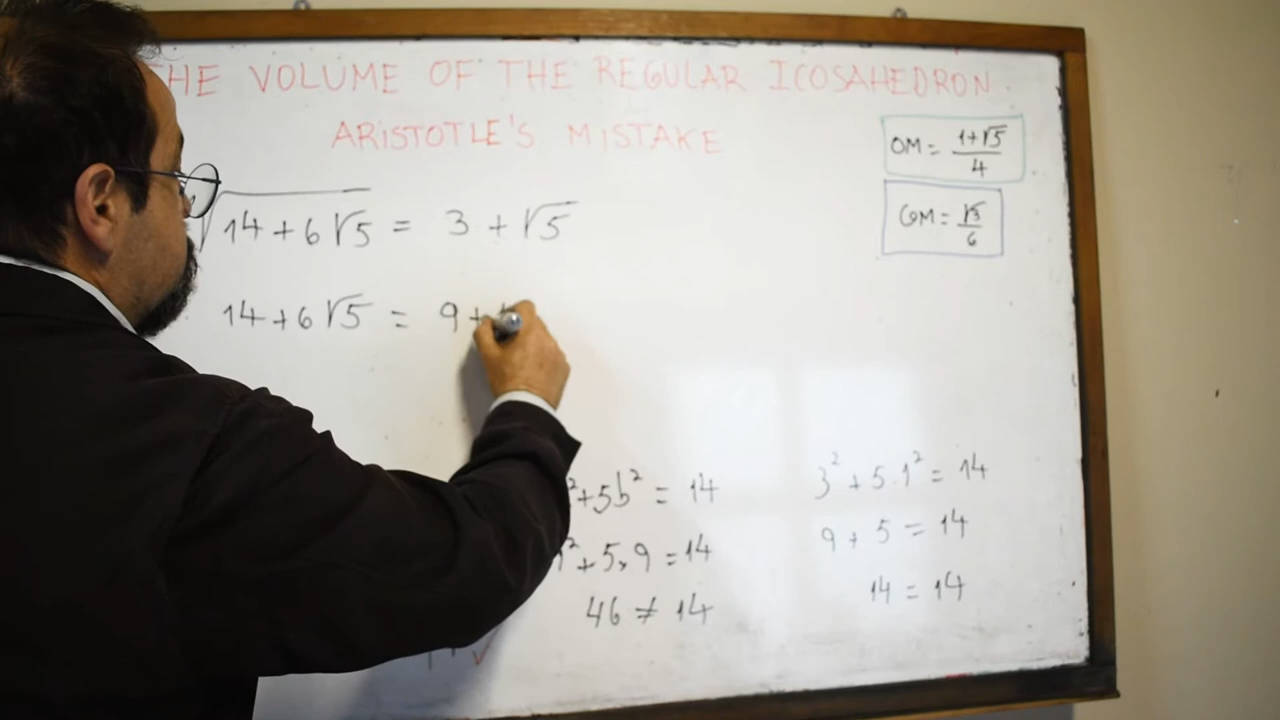 THE VOLUME OF THE REGULAR ICOSAHEDRON
ARISTOTLE'S MISTAKE
OM = (1+√5)/4
GM = √3/6
√(14+6√5) = 3 + √5
14+6√5 = 9+
²+5b² = 14
²+5×9 = 14
46 ≠ 14
3² + 5.1² = 14
9 + 5 = 14
14 = 14